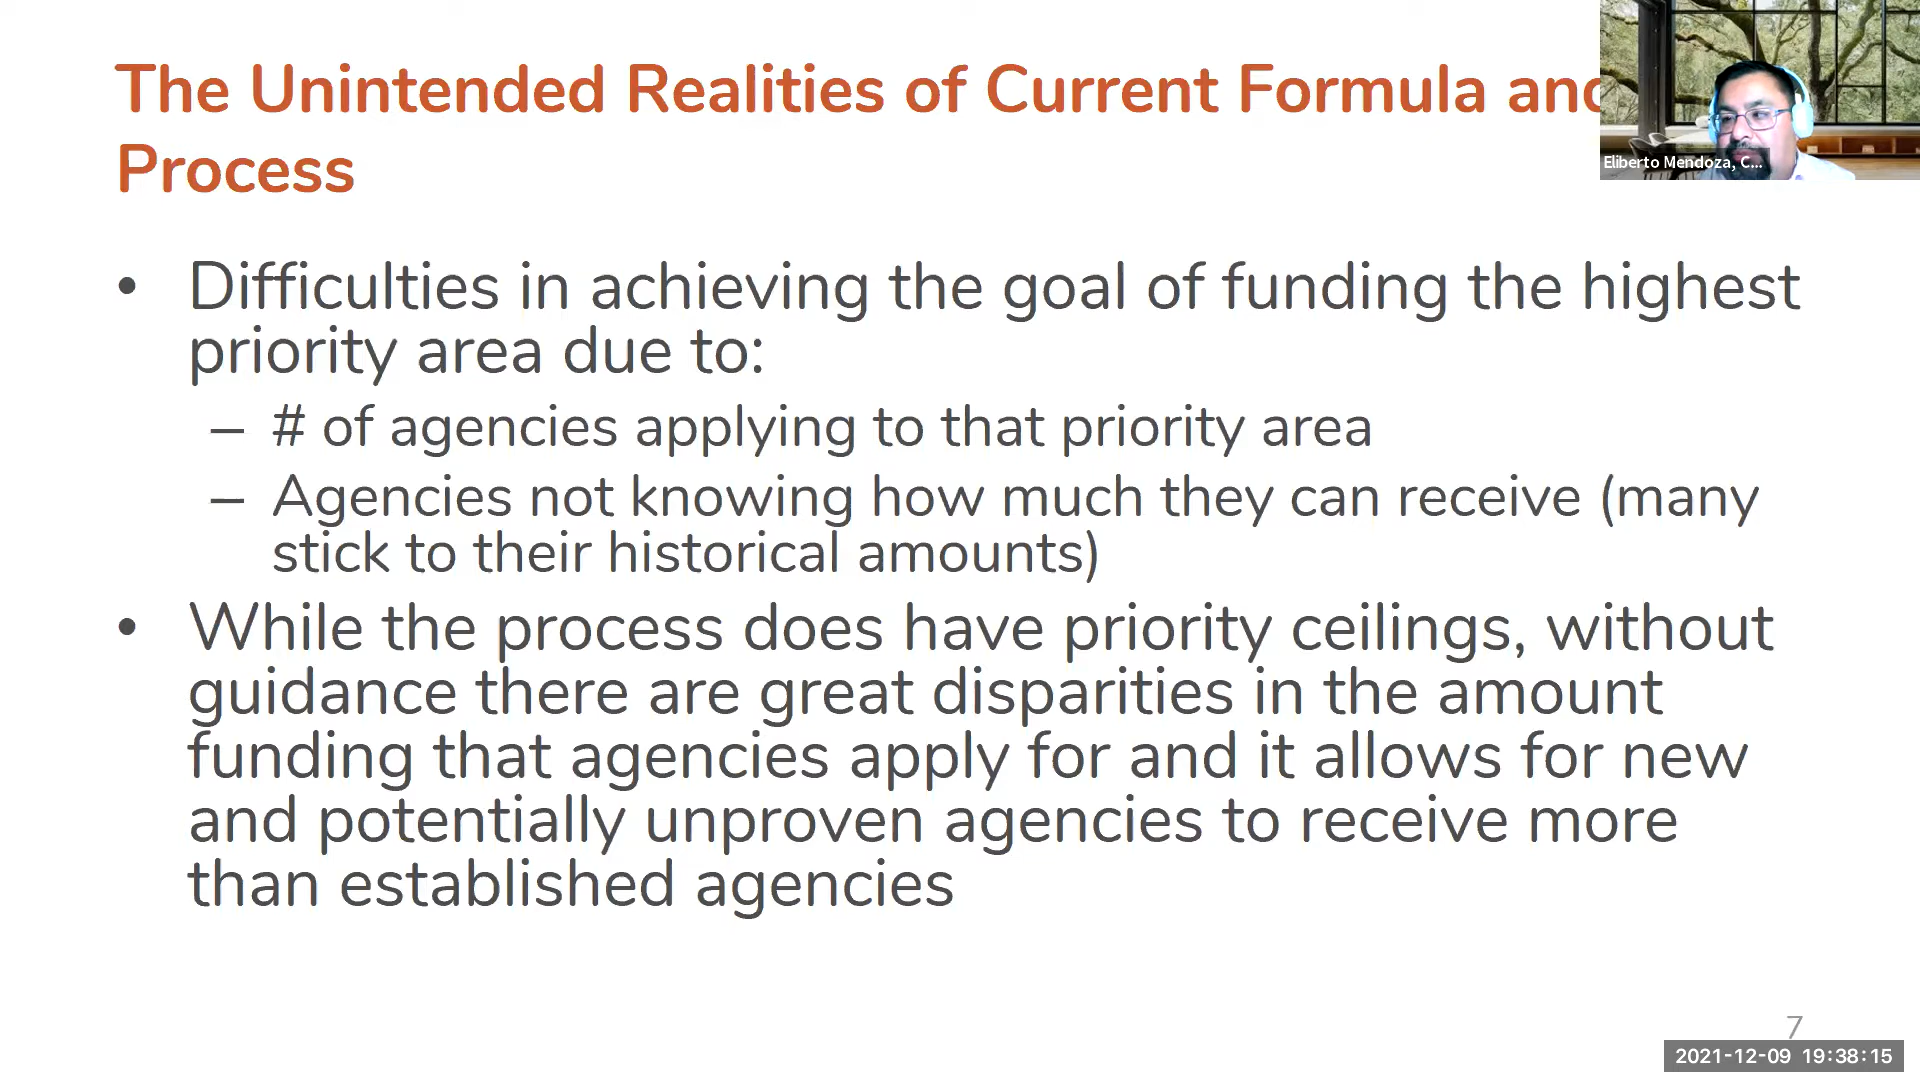 The Unintended Realities of Current Formula and
Process
Eliberto Mendoza, C...
• Difficulties in achieving the goal of funding the highest
priority area due to:
– # of agencies applying to that priority area
– Agencies not knowing how much they can receive (many
stick to their historical amounts)
• While the process does have priority ceilings, without
guidance there are great disparities in the amount
funding that agencies apply for and it allows for new
and potentially unproven agencies to receive more
than established agencies
7
2021-12-09 19:38:15